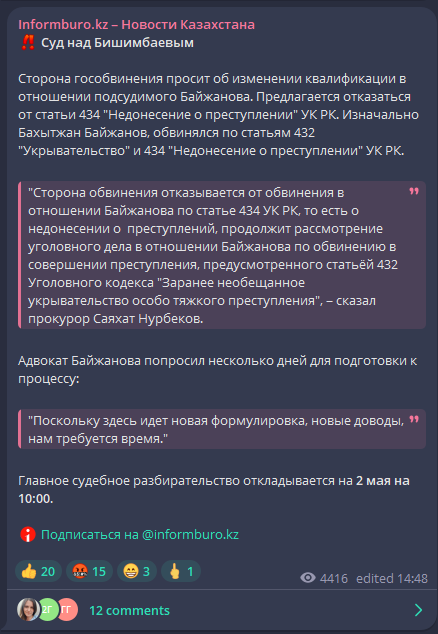 Informburo.kz – Новости Казахстана
Суд над Бишимбаевым
Сторона гособвинения просит об изменении квалификации в
отношении подсудимого Байжанова. Предлагается отказаться
от статьи 434 "Недонесение о преступлении" УК РК. Изначально
Бахытжан Байжанов, обвинялся по статьям 432
"Укрывательство" и 434 "Недонесение о преступлении" УК РК.
"Сторона обвинения отказывается от обвинения в
отношении Байжанова по статье 434 УК РК, то есть о
недонесении о преступлений, продолжит рассмотрение
уголовного дела в отношении Байжанова по обвинению в
совершении преступления, предусмотренного статьёй 432
Уголовного кодекса "Заранее необещанное
укрывательство особо тяжкого преступления", – сказал
прокурор Саяхат Нурбеков.
Адвокат Байжанова попросил несколько дней для подготовки к
процессу:
"Поскольку здесь идет новая формулировка, новые доводы,
нам требуется время."
Главное судебное разбирательство откладывается на 2 мая на
10:00.
Подписаться на @informburo.kz
20 15 3 1
4416 edited 14:48
2Г ГГ 12 comments